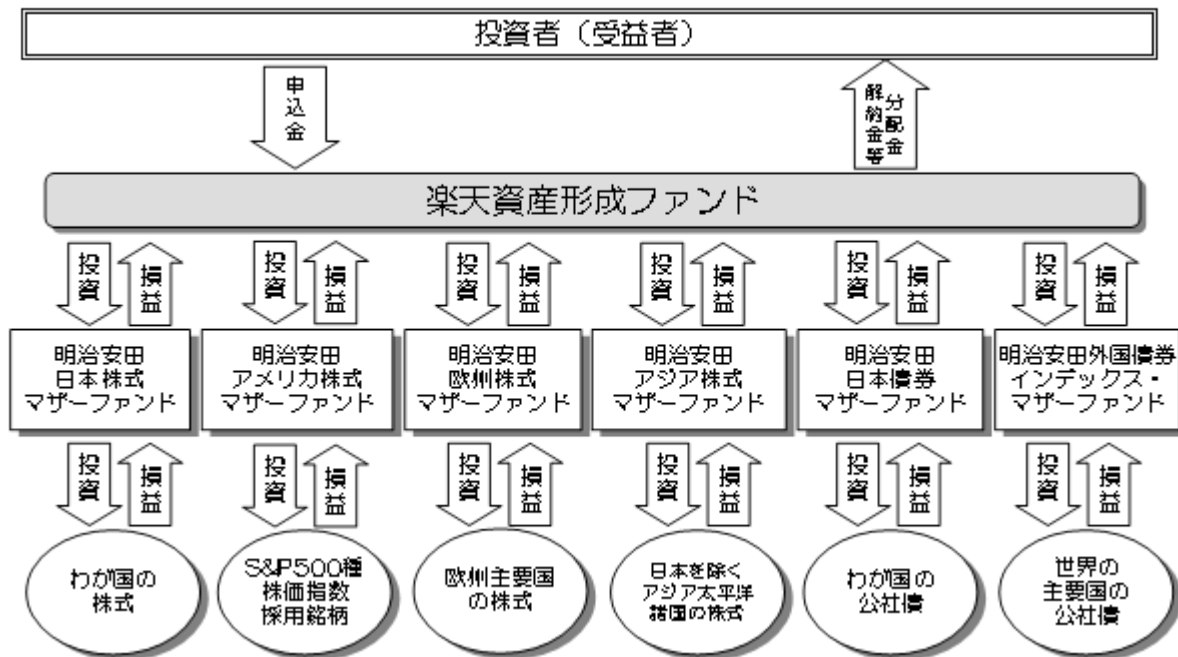 投資者（受益者）
申込金
分配金
解約金等
楽天資産形成ファンド
投資
損益
投資
損益
投資
損益
投資
損益
投資
損益
投資
損益
明治安田
日本株式
マザーファンド
明治安田
アメリカ株式
マザーファンド
明治安田
欧州株式
マザーファンド
明治安田
アジア株式
マザーファンド
明治安田
日本債券
マザーファンド
明治安田外国債券
インデックス・
マザーファンド
投資
損益
投資
損益
投資
損益
投資
損益
投資
損益
投資
損益
わが国の
株式
S&P500種
株価指数
採用銘柄
欧州主要国
の株式
日本を除く
アジア太平洋
諸国の株式
わが国の
公社債
世界の
主要国の
公社債